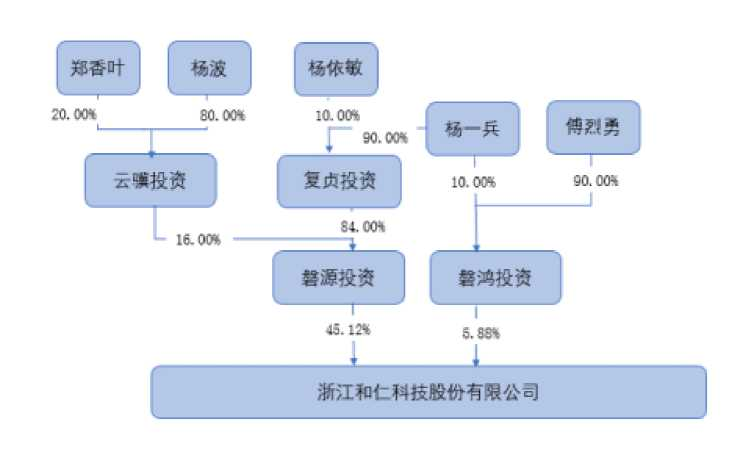 郑香叶
杨波
杨依敏
20.00%
80.00%
10.00%
90.00%
杨一兵
傅烈勇
云骥投资
复贞投资
10.00%
90.00%
16.00%
84.00%
磐源投资
磐鸿投资
45.12%
5.88%
浙江和仁科技股份有限公司